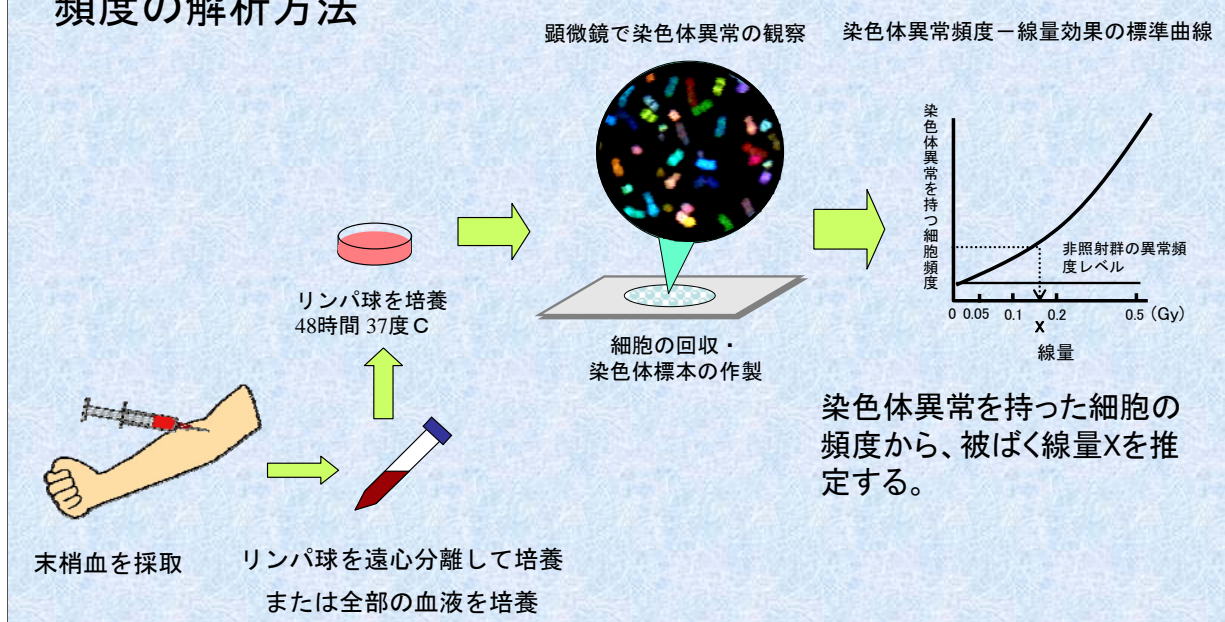 頻度の解析方法
顕微鏡で染色体異常の観察
染色体異常頻度－線量効果の標準曲線
染色体異常を持つ細胞頻度
非照射群の異常頻
度レベル
0 0.05 0.1 0.2 0.5 (Gy)
X
線量
リンパ球を培養
48時間 37度C
細胞の回収・
染色体標本の作製
染色体異常を持った細胞の
頻度から、被ばく線量Xを推
定する。
末梢血を採取
リンパ球を遠心分離して培養
または全部の血液を培養